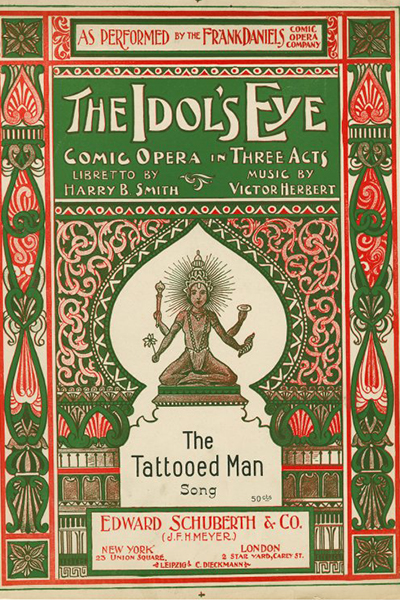 AS PERFORMED BY THE FRANK DANIELS COMIC OPERA COMPANY
THE IDOL'S EYE
COMIC OPERA IN THREE ACTS
LIBRETTO BY
HARRY B SMITH
MUSIC BY
VICTOR HERBERT
The
Tattooed Man
Song
50 cts
EDWARD SCHUBERTH & CO.
(J.F.H. MEYER.)
NEW YORK
23 UNION SQUARE.
LONDON
2 STAR YARD, CAREY ST.
LEIPZIG C. DIECKMANN